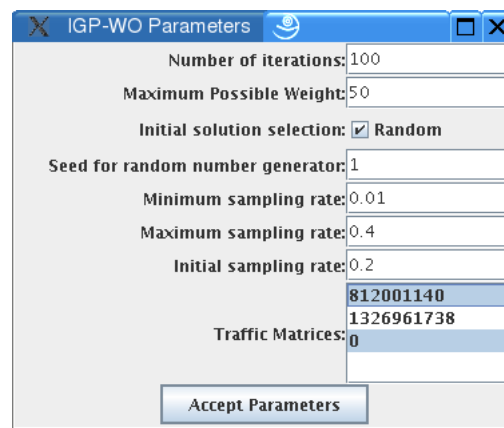 IGP-WO Parameters
Number of iterations: 100
Maximum Possible Weight: 50
Initial solution selection: Random
Seed for random number generator: 1
Minimum sampling rate: 0.01
Maximum sampling rate: 0.4
Initial sampling rate: 0.2
812001140
1326961738
Traffic Matrices: 0
Accept Parameters